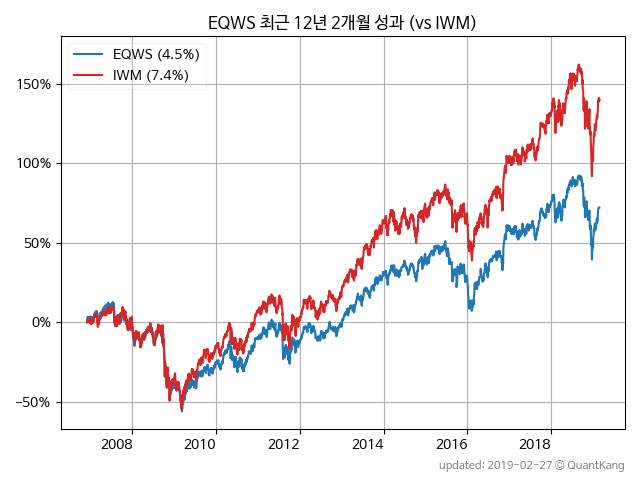 EQWS 최근 12년 2개월 성과 (vs IWM)
EQWS (4.5%)
IWM (7.4%)
150%
100%
50%
0%
−50%
2008 2010 2012 2014 2016 2018
updated: 2019-02-27 © QuantKang